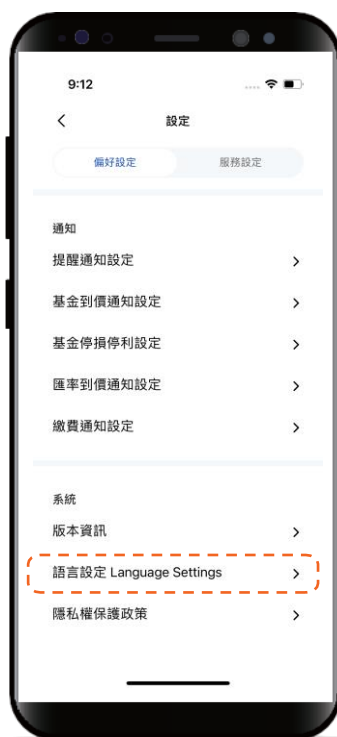 9:12
設定
偏好設定 服務設定
通知
提醒通知設定
基金到價通知設定
基金停損停利設定
匯率到價通知設定
繳費通知設定
系統
版本資訊
語言設定 Language Settings
隱私權保護政策